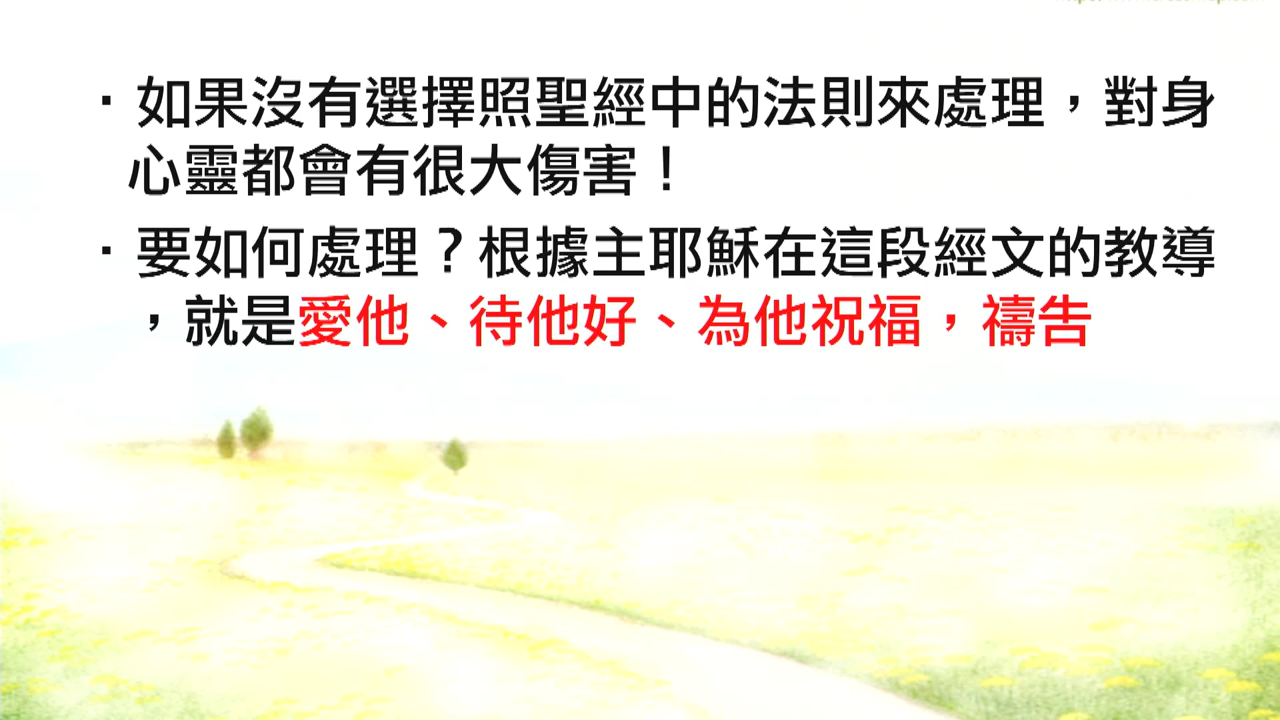 ·如果沒有選擇照聖經中的法則來處理，對身
心靈都會有很大傷害！
·要如何處理？根據主耶穌在這段經文的教導
，就是愛他、待他好、為他祝福，禱告